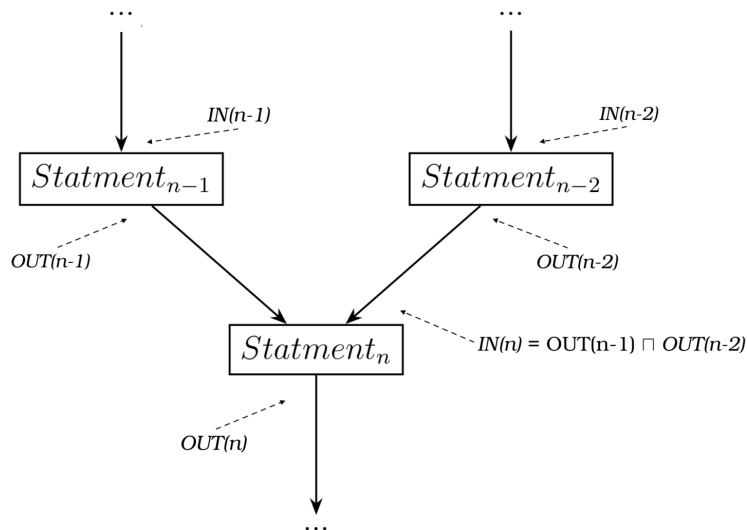 ... ...
IN(n-1) IN(n-2)
Statment_{n-1} Statment_{n-2}
OUT(n-1) OUT(n-2)
Statment_n
IN(n) = OUT(n-1) ⊓ OUT(n-2)
OUT(n)
...